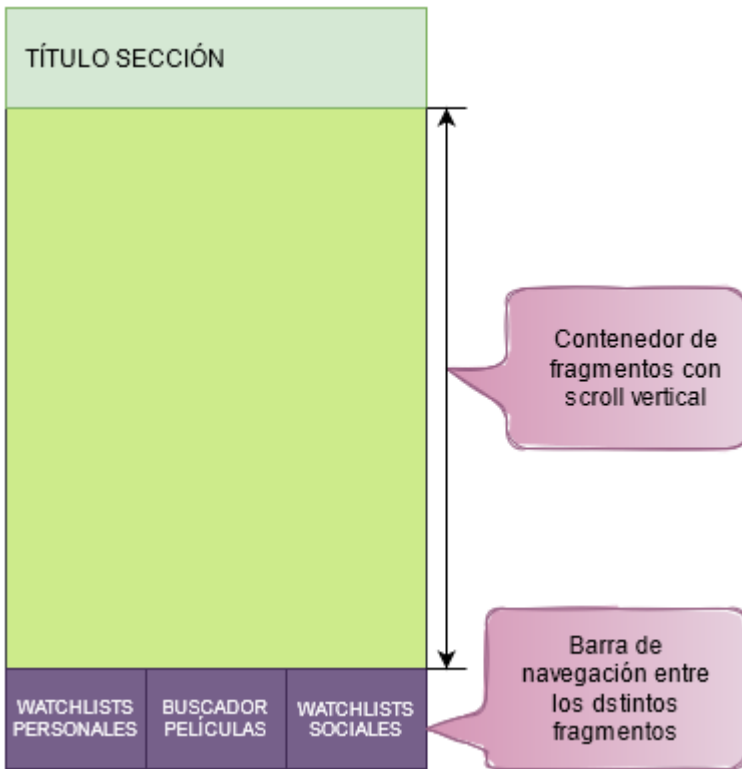 TÍTULO SECCIÓN
Contenedor de
fragmentos con
scroll vertical
Barra de
navegación entre
los dstintos
fragmentos
WATCHLISTS
PERSONALES
BUSCADOR
PELÍCULAS
WATCHLISTS
SOCIALES